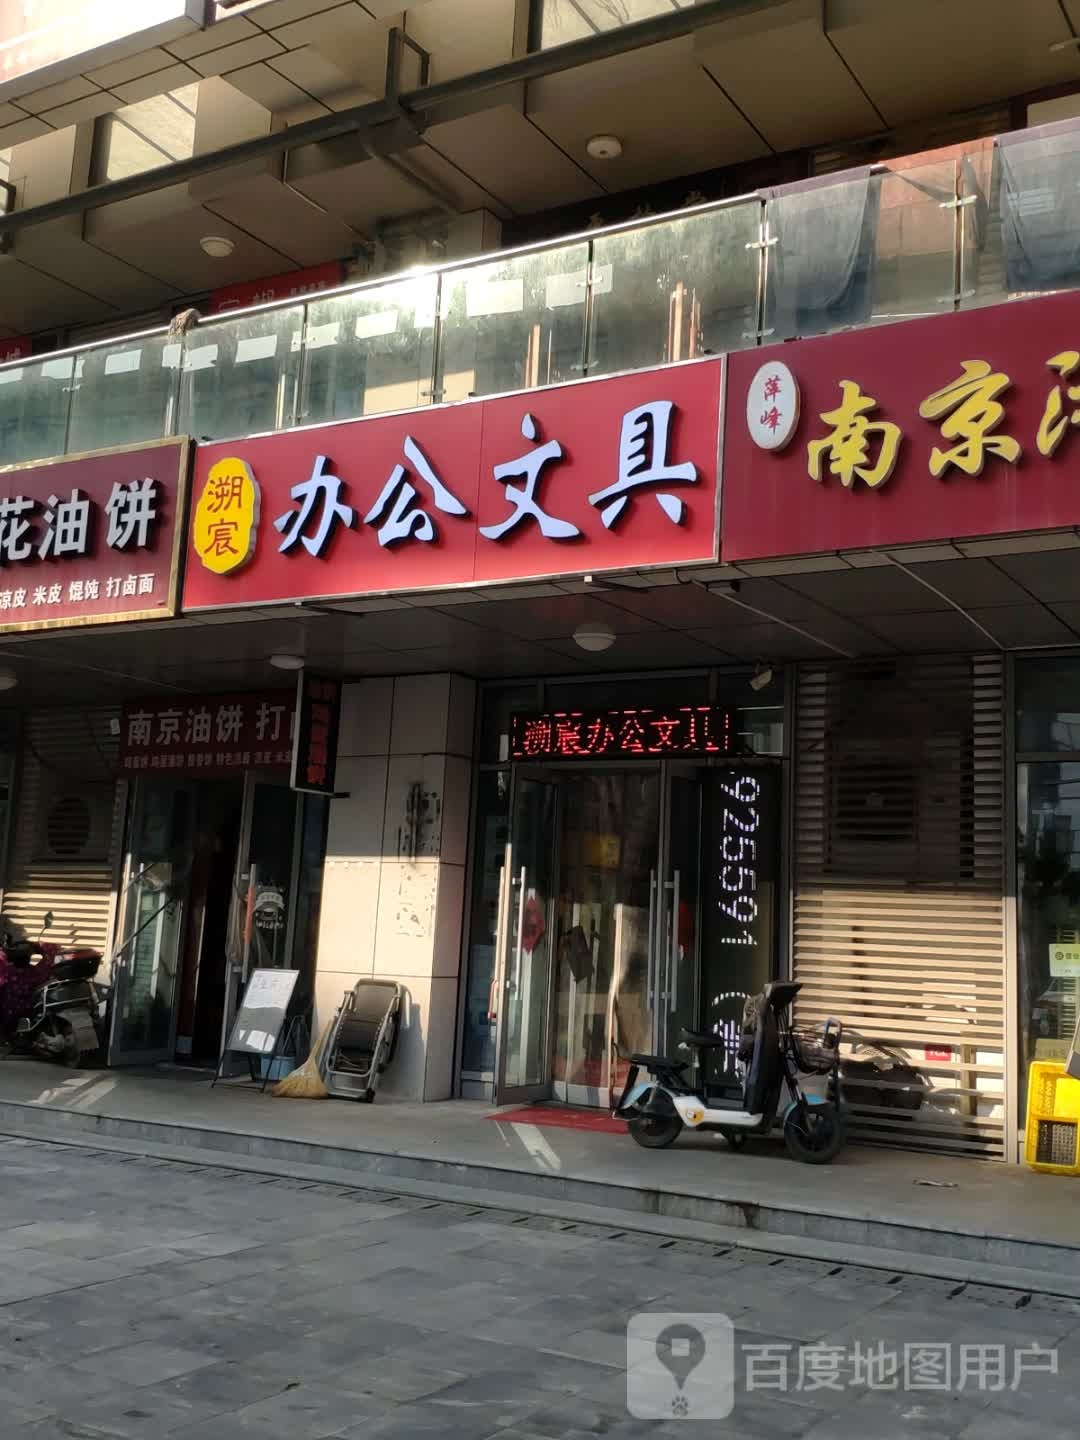 花油饼
凉皮 米皮 馄饨 打卤面
溯宸
办公文具
萍峰
南京
南京油饼 打
溯宸办公文具
925591
百度地图用户